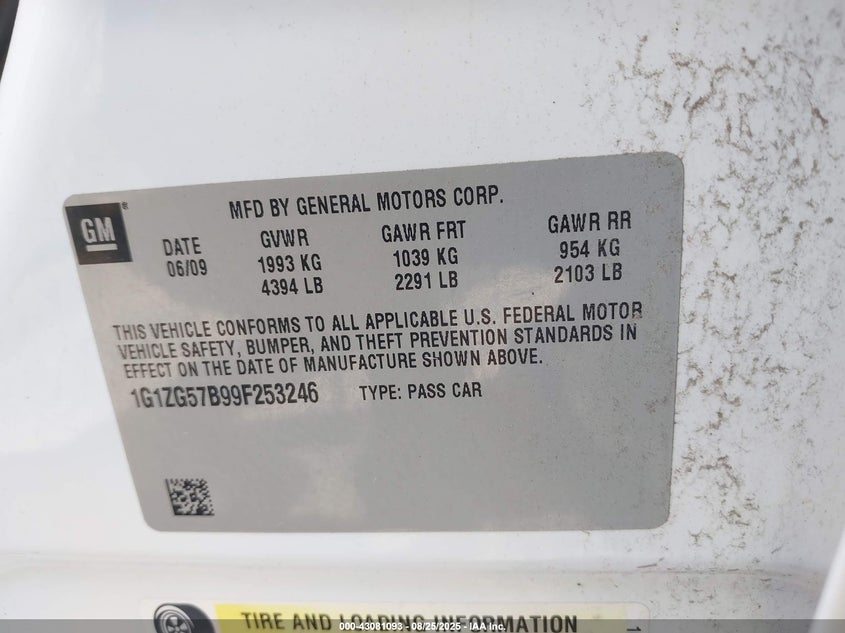 GM®
MFD BY GENERAL MOTORS CORP.
DATE GVWR GAWR FRT GAWR RR
06/09 1993 KG 1039 KG 954 KG
4394 LB 2291 LB 2103 LB
THIS VEHICLE CONFORMS TO ALL APPLICABLE U.S. FEDERAL MOTOR
VEHICLE SAFETY, BUMPER, AND THEFT PREVENTION STANDARDS IN
EFFECT ON THE DATE OF MANUFACTURE SHOWN ABOVE.
1G1ZG57B99F253246 TYPE: PASS CAR
TIRE AND LOADING INFORMATION
000-43081093 - 08/25/2025 - IAA Inc.